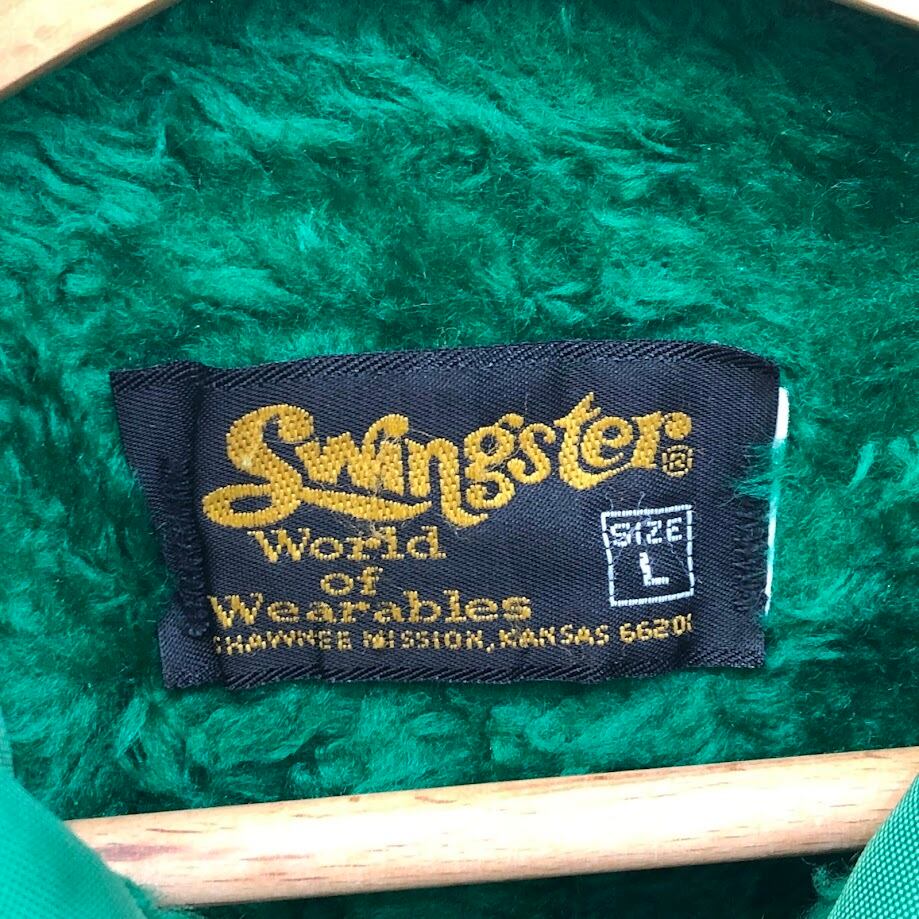 Swingster®
World
of
Wearables
SIZE
L
SHAWNEE MISSION, KANSAS 66201